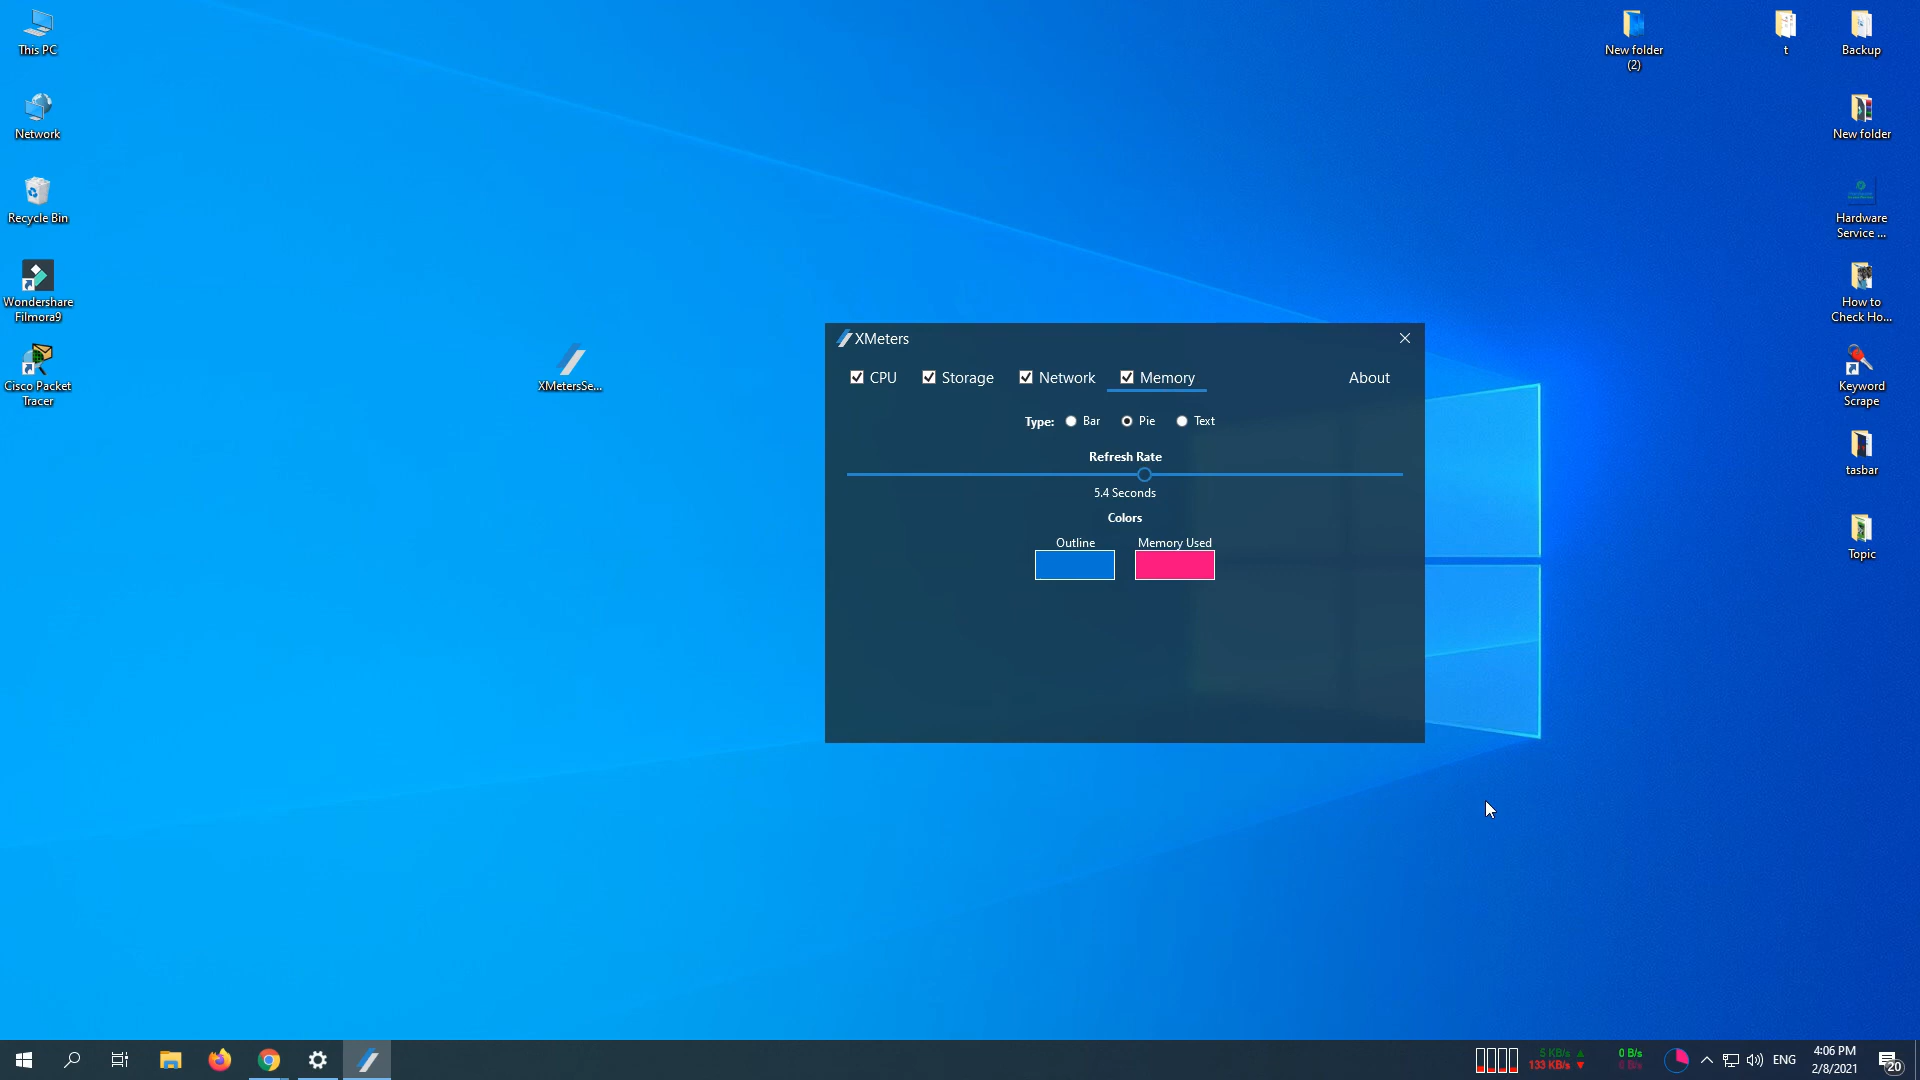 This PC
Network
Recycle Bin
Wondershare
Filmora9
Cisco Packet
Tracer
XMetersSe...
New folder
(2)
t
Backup
New folder
Hardware
Service ...
How to
Check Ho...
Keyword
Scrape
tasbar
Topic
XMeters
CPU
Storage
Network
Memory
About
Type:
Bar
Pie
Text
Refresh Rate
5.4 Seconds
Colors
Outline
Memory Used
5 KB/s
133 KB/s
0 B/s
0 B/s
ENG
4:06 PM
2/8/2021
20